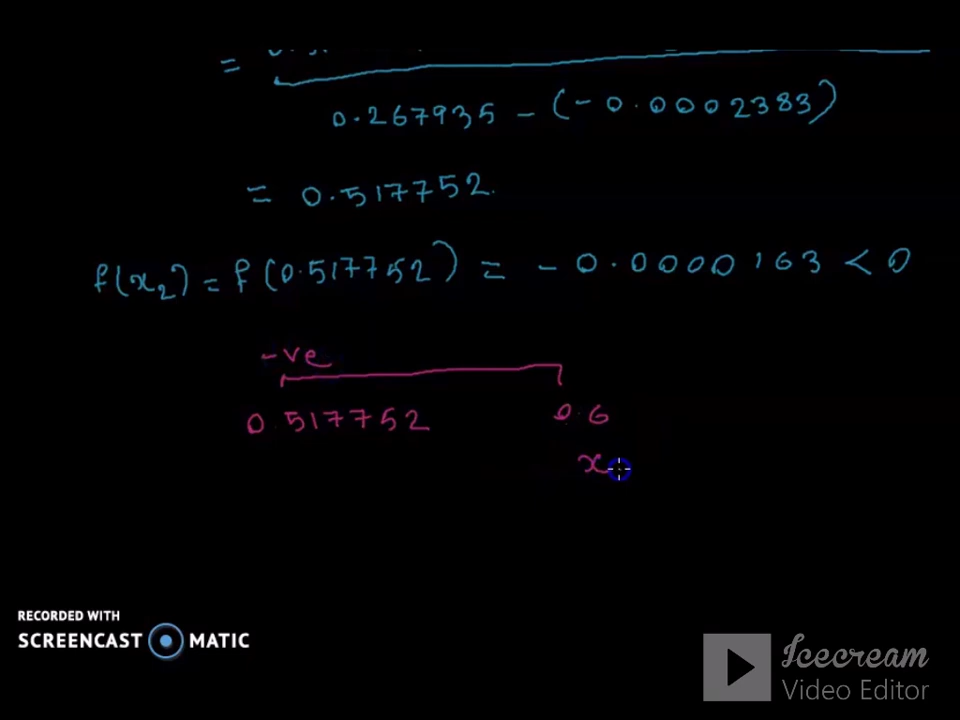 =
0.267935 - (-0.0002383)
= 0.517752.
f(x₂) = f(0.517752) = -0.0000163 < 0
-ve
0.517752 0.6
x
RECORDED WITH
SCREENCAST MATIC
Icecream
Video Editor